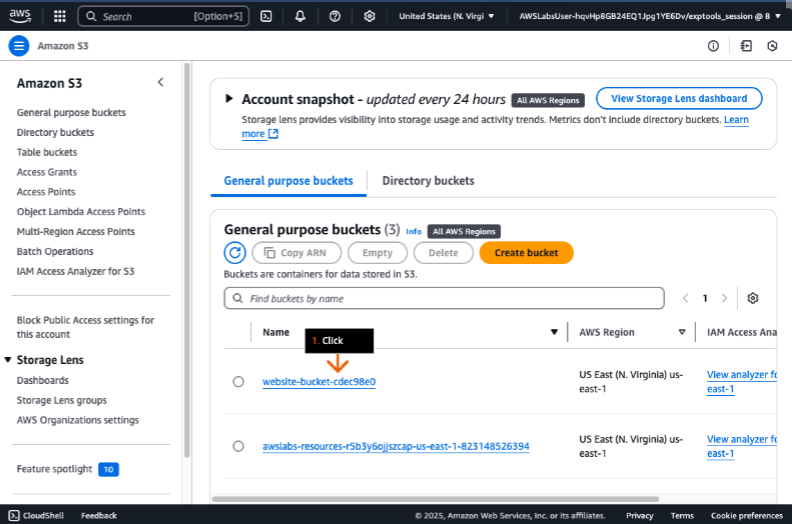 aws
Search
[Option+S]
United States (N. Virgi
AWSLabsUser-hqvHp8GB24EQ1Jpg1YE6Dv/exptools_session @ 8
Amazon S3
Amazon S3
General purpose buckets
Directory buckets
Table buckets
Access Grants
Access Points
Object Lambda Access Points
Multi-Region Access Points
Batch Operations
IAM Access Analyzer for S3
Block Public Access settings for
this account
Storage Lens
Dashboards
Storage Lens groups
AWS Organizations settings
Feature spotlight 10
Account snapshot - updated every 24 hours All AWS Regions
View Storage Lens dashboard
Storage lens provides visibility into storage usage and activity trends. Metrics don't include directory buckets. Learn
more
General purpose buckets
Directory buckets
General purpose buckets (3) Info All AWS Regions
Copy ARN
Empty
Delete
Create bucket
Buckets are containers for data stored in S3.
Find buckets by name
1
Name
AWS Region
IAM Access Ana
1. Click
website-bucket-cdec98e0
US East (N. Virginia) us-
east-1
View analyzer fo
east-1
awslabs-resources-r5b3y6ojjszcap-us-east-1-823148526394
US East (N. Virginia) us-
east-1
View analyzer fo
east-1
CloudShell
Feedback
© 2025, Amazon Web Services, Inc. or its affiliates.
Privacy
Terms
Cookie preferences